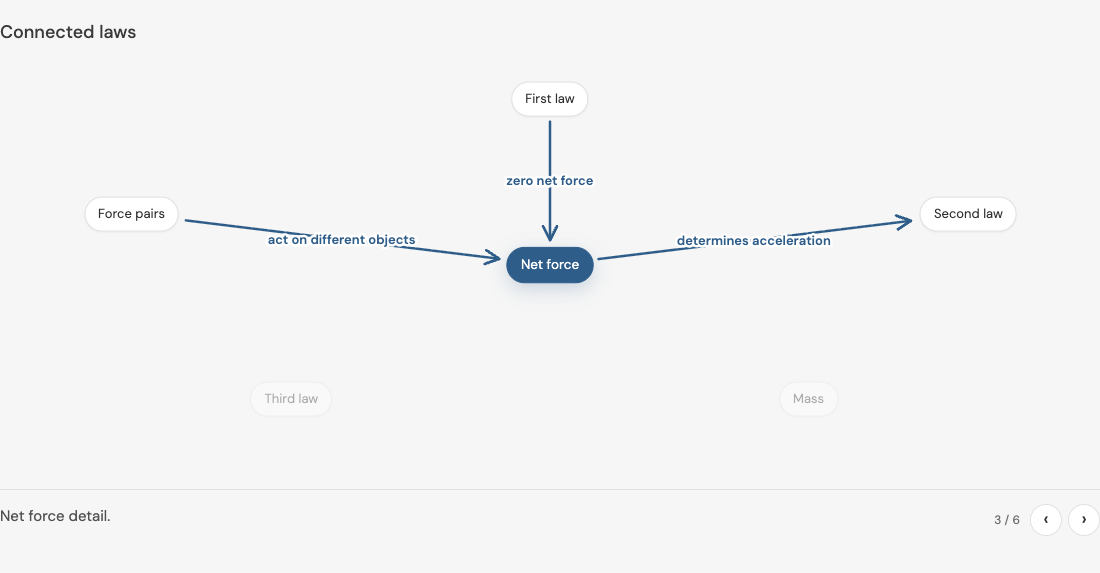 Connected laws
First law
zero net force
Force pairs
Second law
act on different objects
determines acceleration
Net force
Third law
Mass
Net force detail.
3 / 6
‹
›